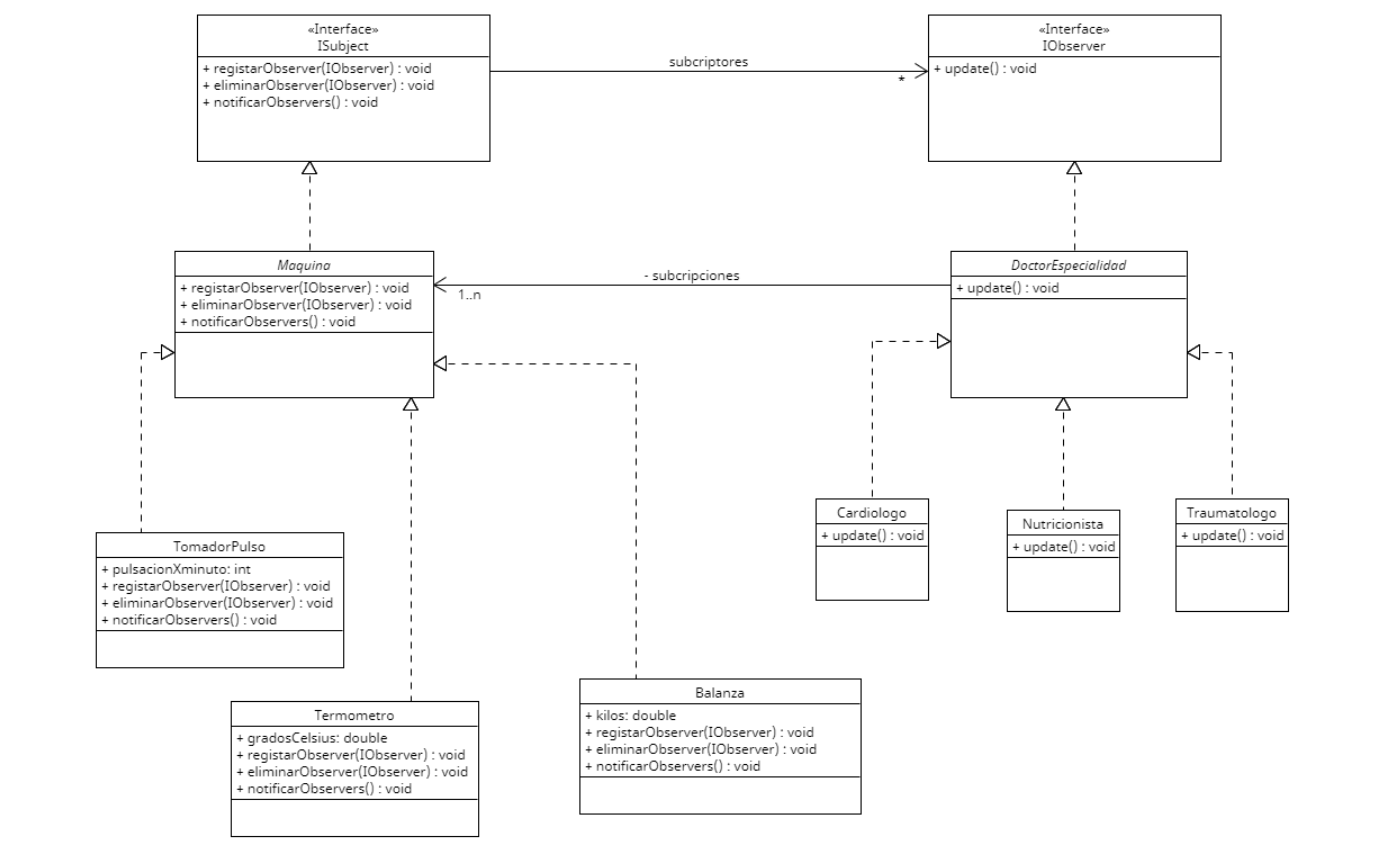 «Interface»
ISubject
+ registarObserver(IObserver) : void
+ eliminarObserver(IObserver) : void
+ notificarObservers() : void
subcriptores
*
«Interface»
IObserver
+ update() : void
Maquina
+ registarObserver(IObserver) : void
+ eliminarObserver(IObserver) : void
+ notificarObservers() : void
- subcripciones
1..n
DoctorEspecialidad
+ update() : void
Cardiologo
+ update() : void
Nutricionista
+ update() : void
Traumatologo
+ update() : void
TomadorPulso
+ pulsacionXminuto: int
+ registarObserver(IObserver) : void
+ eliminarObserver(IObserver) : void
+ notificarObservers() : void
Termometro
+ gradosCelsius: double
+ registarObserver(IObserver) : void
+ eliminarObserver(IObserver) : void
+ notificarObservers() : void
Balanza
+ kilos: double
+ registarObserver(IObserver) : void
+ eliminarObserver(IObserver) : void
+ notificarObservers() : void